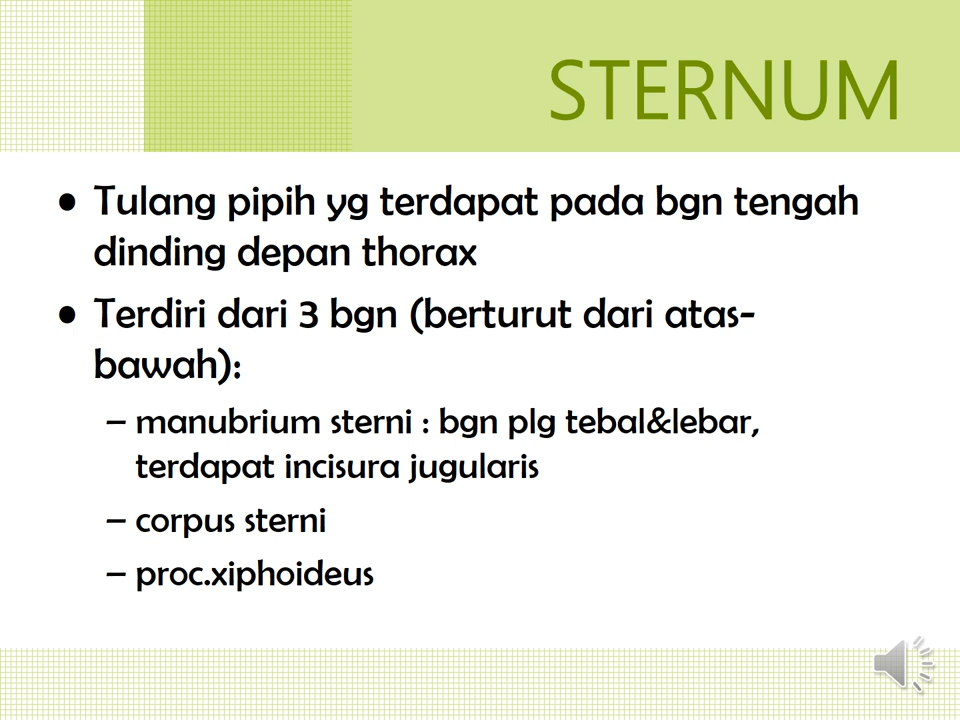 STERNUM
• Tulang pipih yg terdapat pada bgn tengah
dinding depan thorax
• Terdiri dari 3 bgn (berturut dari atas-
bawah):
– manubrium sterni : bgn plg tebal&lebar,
terdapat incisura jugularis
– corpus sterni
– proc.xiphoideus